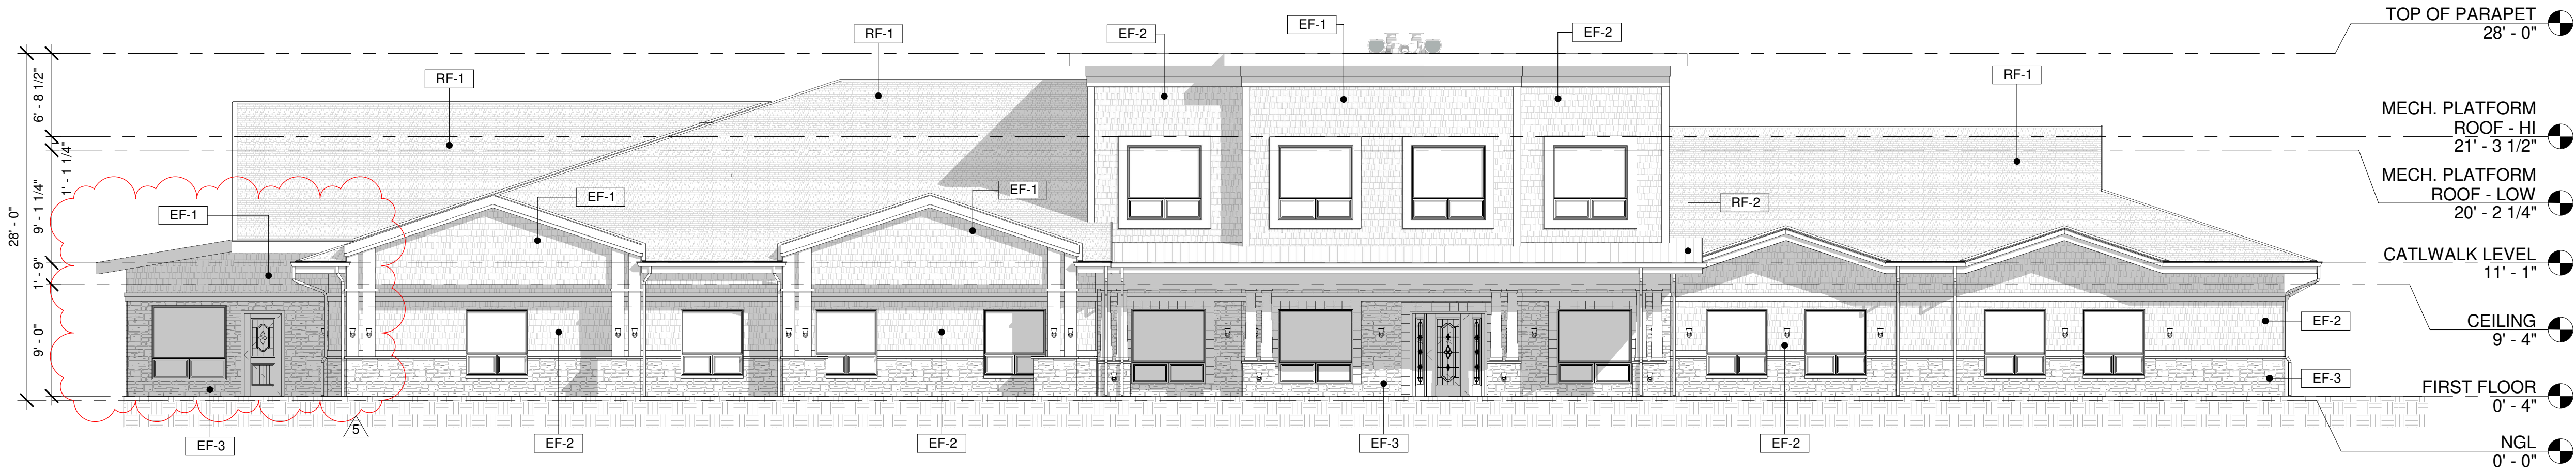 TOP OF PARAPET
28' - 0"
EF-1
EF-2
EF-2
RF-1
RF-1
RF-1
6' - 8 1/2"
MECH. PLATFORM
ROOF - HI
21' - 3 1/2"
1' - 1 1/4"
MECH. PLATFORM
ROOF - LOW
20' - 2 1/4"
9' - 1 1/4"
28' - 0"
EF-1
EF-1
EF-1
RF-2
CATLWALK LEVEL
11' - 1"
1' - 9"
CEILING
9' - 4"
EF-2
9' - 0"
EF-3
FIRST FLOOR
0' - 4"
5
EF-3
EF-2
EF-2
EF-3
EF-2
NGL
0' - 0"